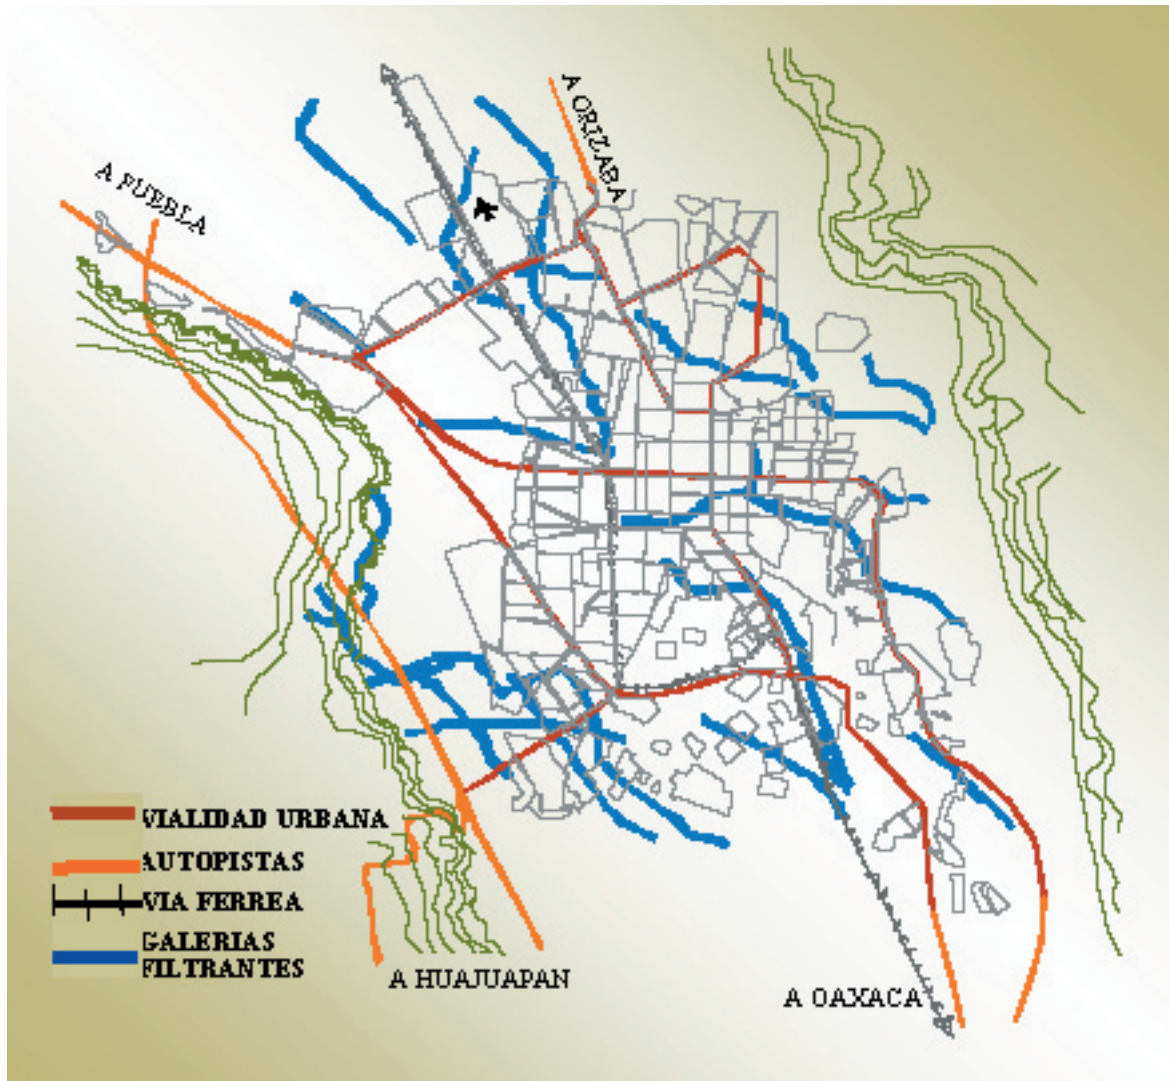 A ORIZABA
A PUEBLA
VIALIDAD URBANA
AUTOPISTAS
VIA FERREA
GALERIAS
FILTRANTES
A HUAJUAPAN
A OAXACA